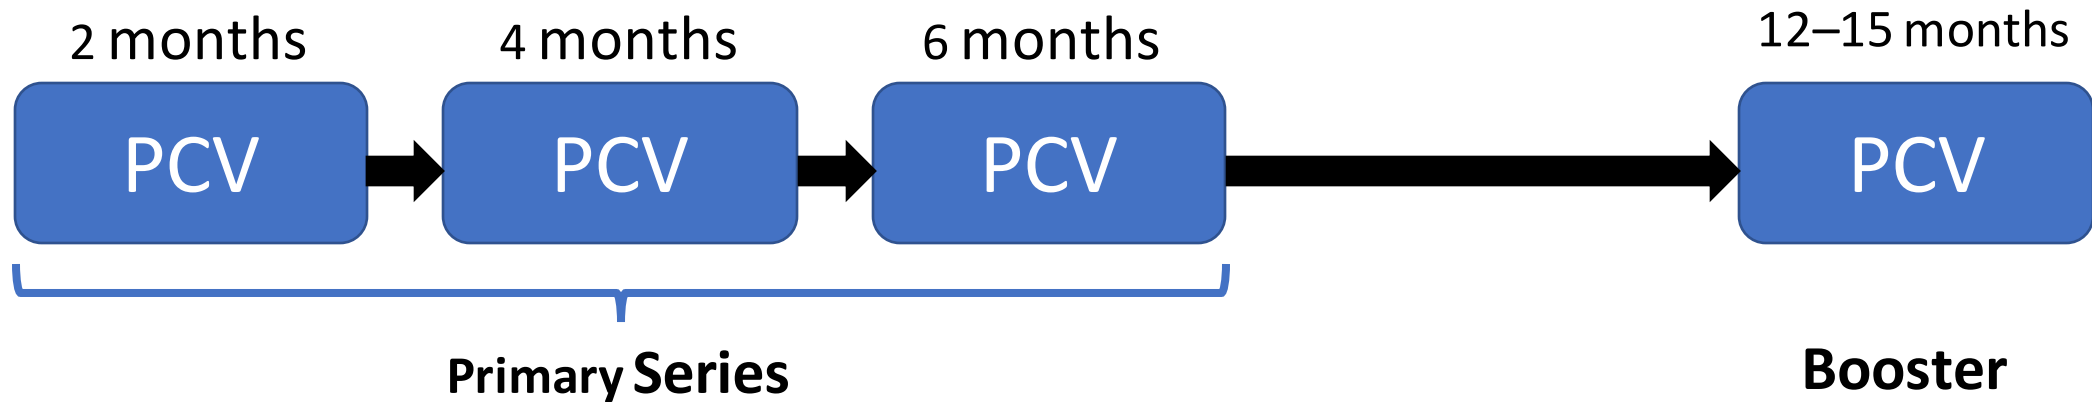 2 months 4 months 6 months 12–15 months
PCV PCV PCV PCV
Primary Series Booster